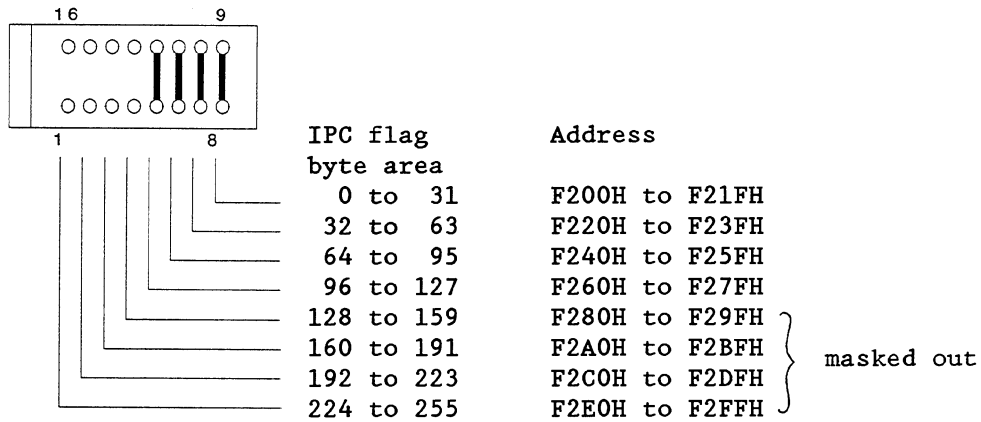 16 9
1 8
IPC flag Address
byte area
0 to 31 F200H to F21FH
32 to 63 F220H to F23FH
64 to 95 F240H to F25FH
96 to 127 F260H to F27FH
128 to 159 F280H to F29FH
160 to 191 F2A0H to F2BFH
masked out
192 to 223 F2C0H to F2DFH
224 to 255 F2E0H to F2FFH